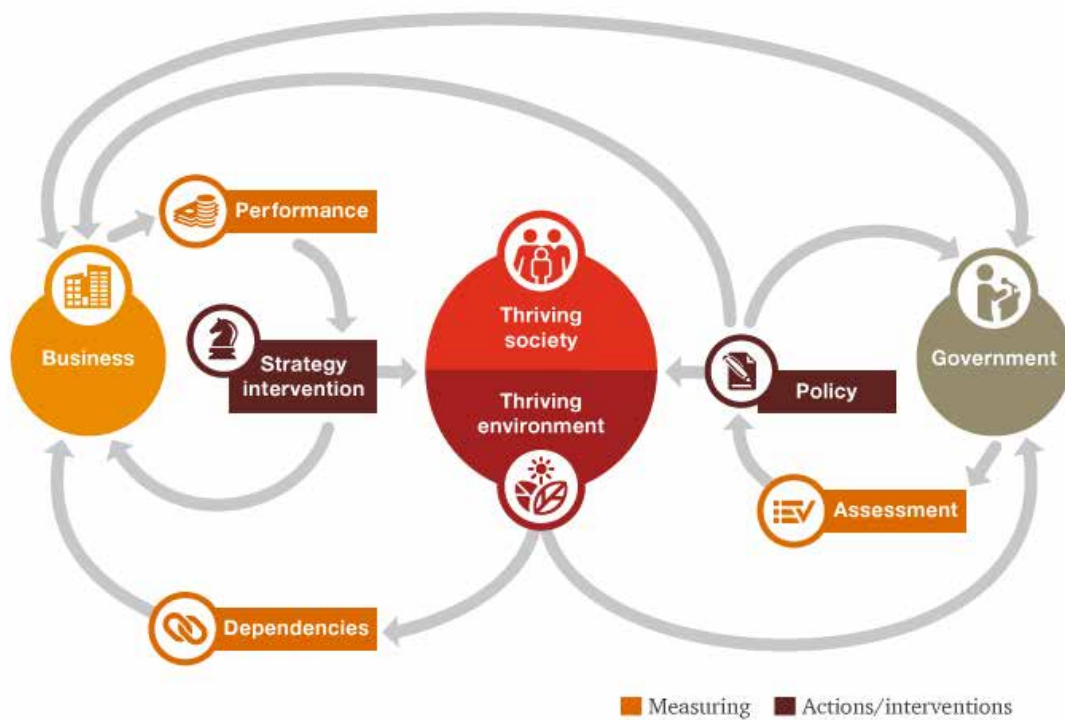 Performance
Business
Strategy
intervention
Thriving
society
Thriving
environment
Policy
Government
Assessment
Dependencies
Measuring
Actions/interventions